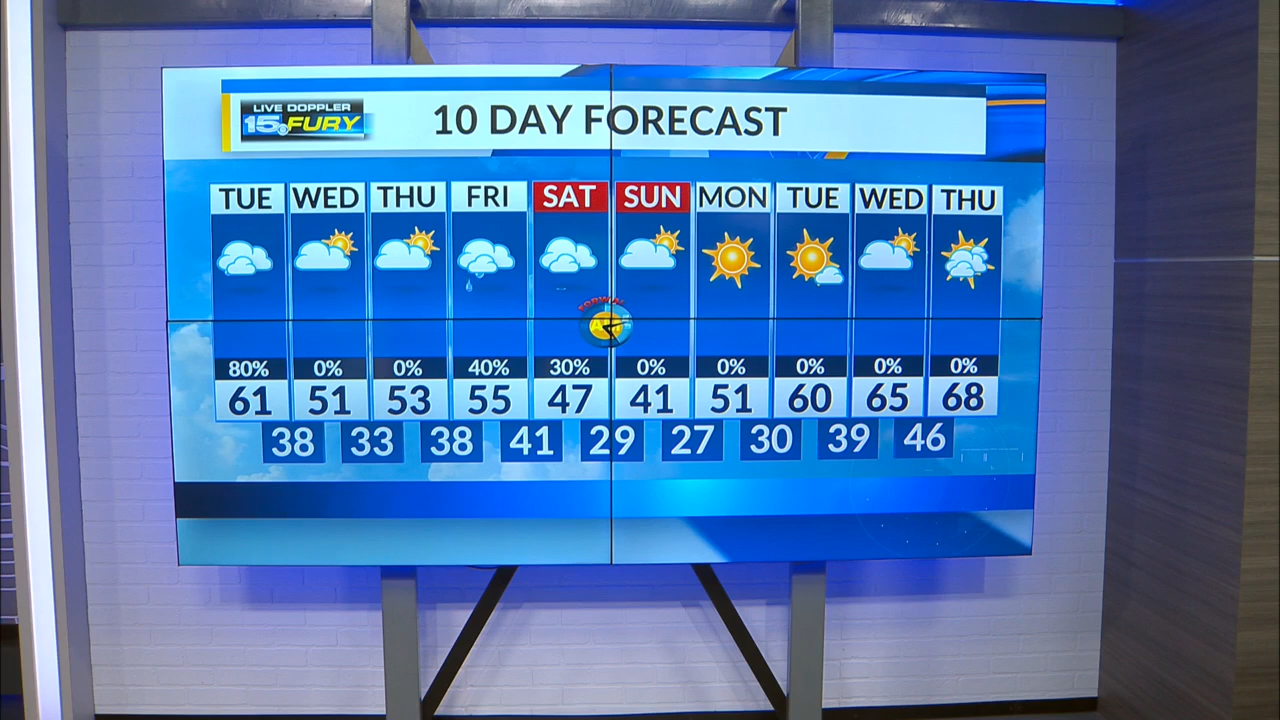 LIVE DOPPLER
15 FURY
10 DAY FORECAST
TUE WED THU FRI SAT SUN MON TUE WED THU
80% 0% 0% 40% 30% 0% 0% 0% 0% 0%
61 51 53 55 47 41 51 60 65 68
38 33 38 41 29 27 30 39 46